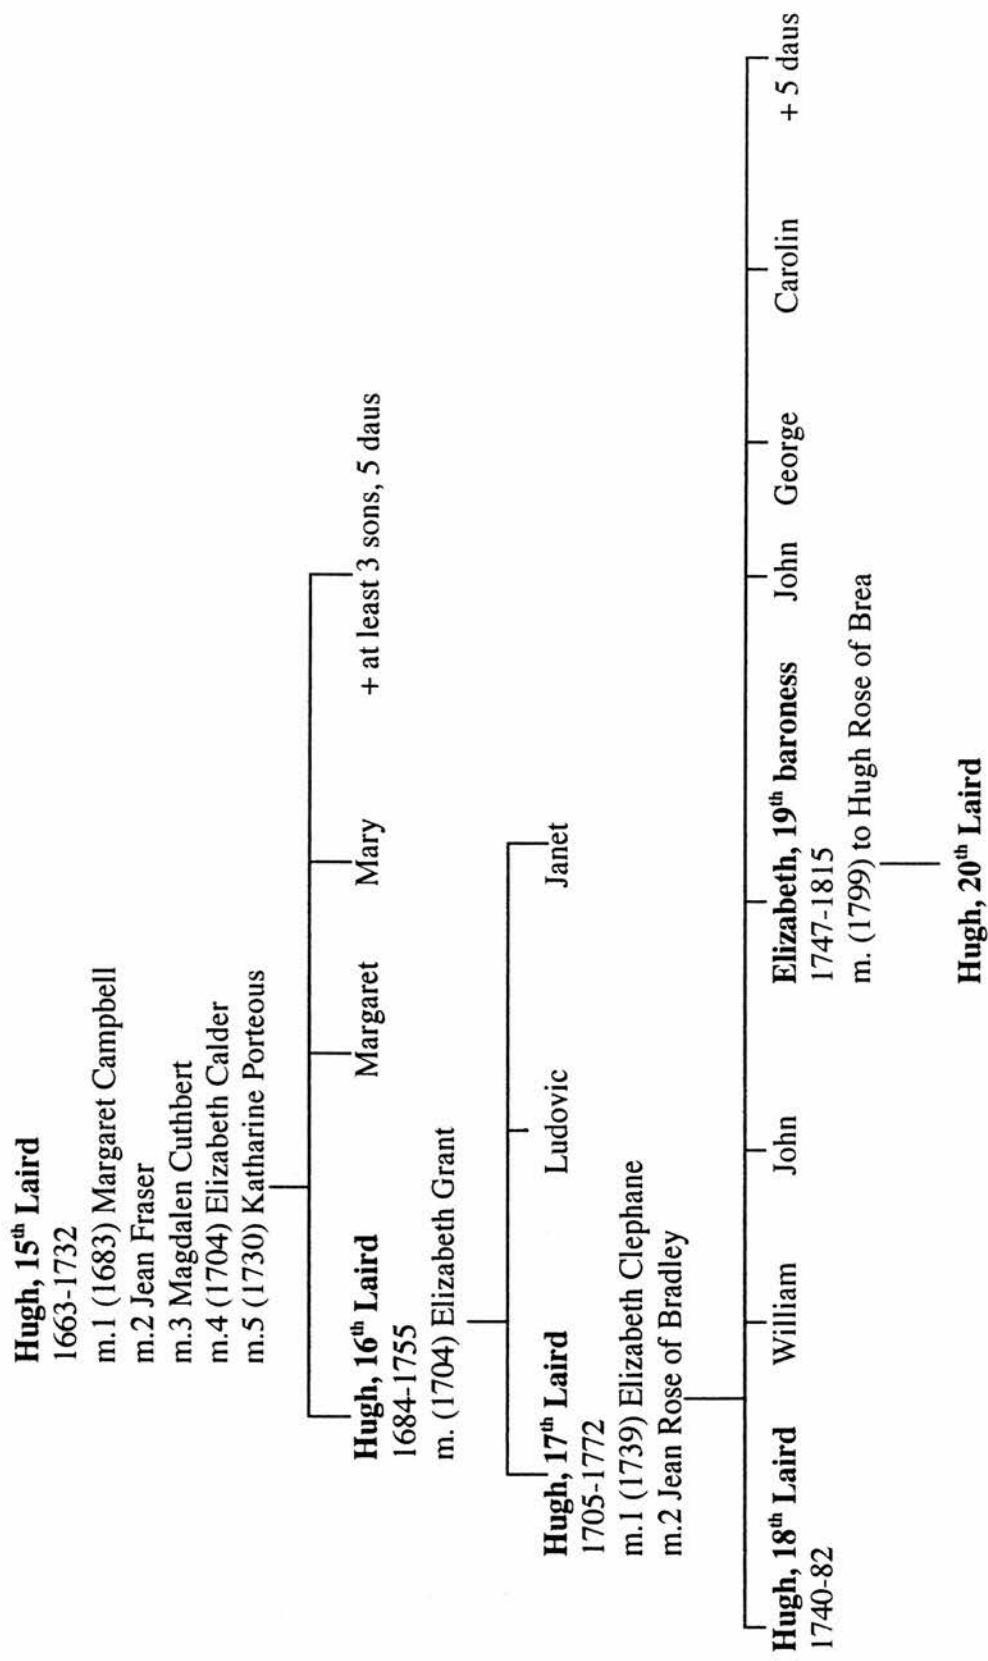 Hugh, 15th Laird
1663-1732
m.1 (1683) Margaret Campbell
m.2 Jean Fraser
m.3 Magdalen Cuthbert
m.4 (1704) Elizabeth Calder
m.5 (1730) Katharine Porteous
Hugh, 16th Laird
1684-1755
m. (1704) Elizabeth Grant
Margaret
Mary
+ at least 3 sons, 5 daus
Hugh, 17th Laird
1705-1772
m.1 (1739) Elizabeth Clephane
m.2 Jean Rose of Bradley
Ludovic
Janet
Hugh, 18th Laird
1740-82
William
John
Elizabeth, 19th baroness
1747-1815
m. (1799) to Hugh Rose of Brea
John
George
Carolin
+ 5 daus
Hugh, 20th Laird